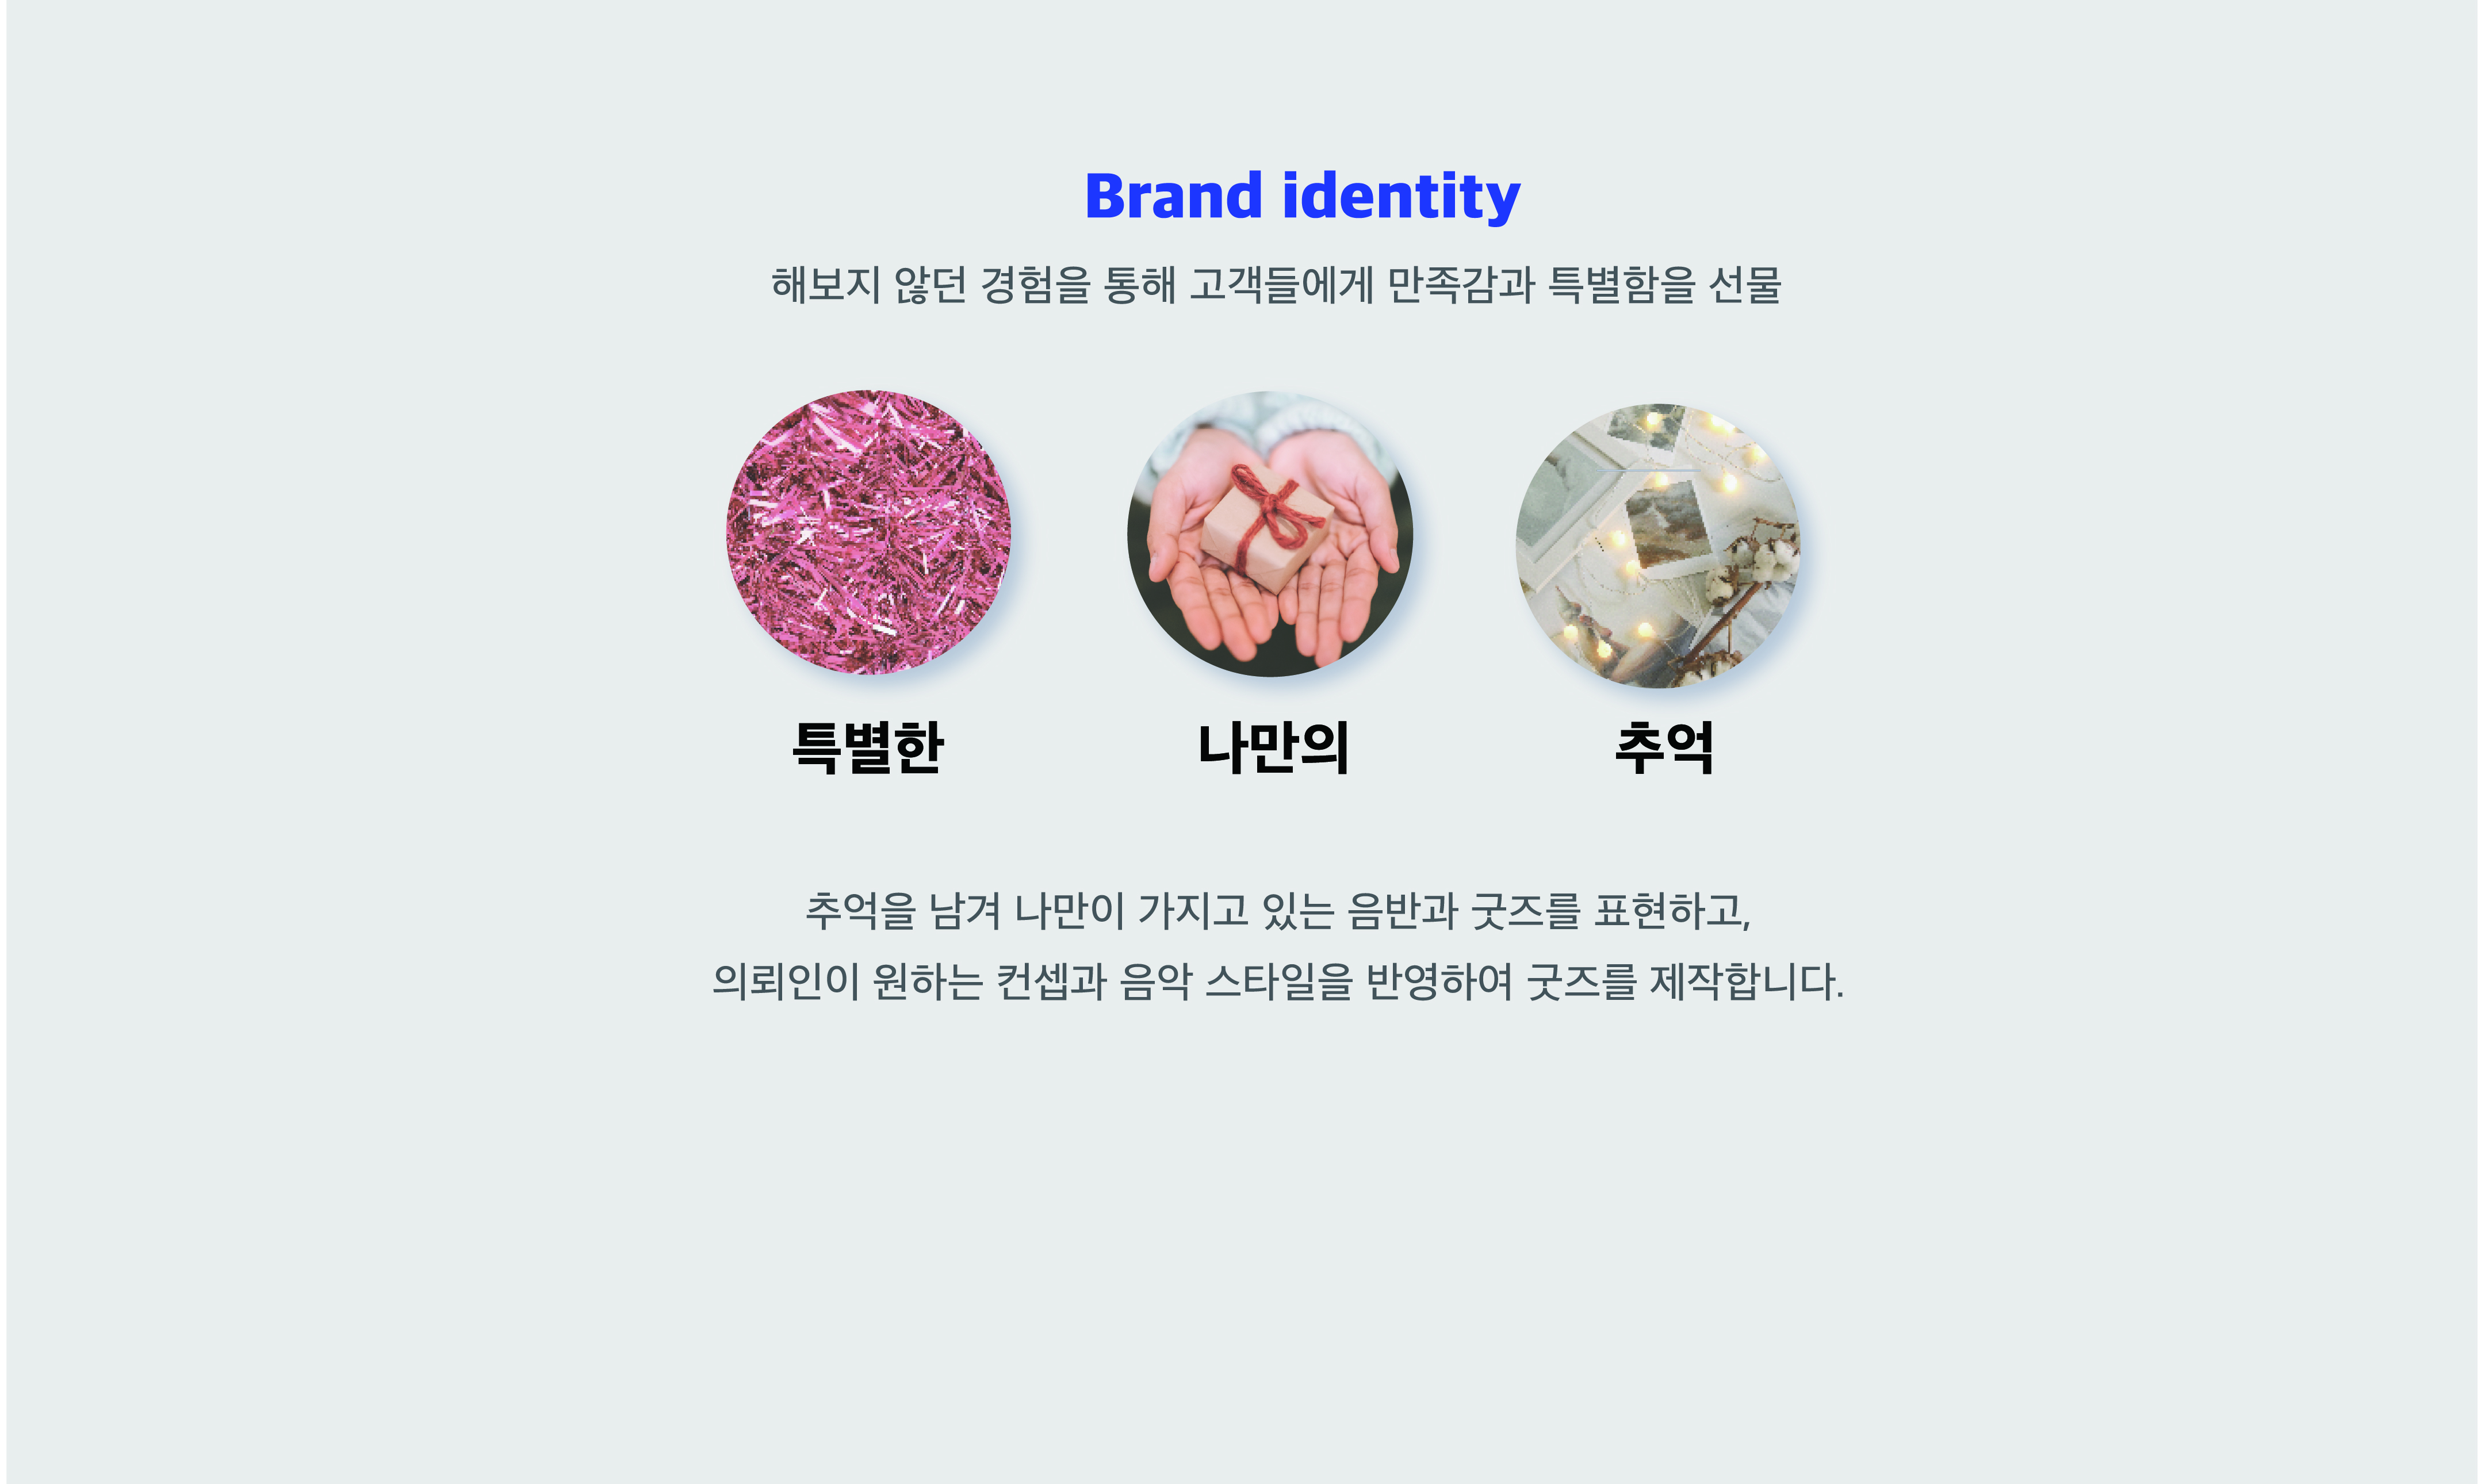 Brand identity
해보지 않던 경험을 통해 고객들에게 만족감과 특별함을 선물
특별한 나만의 추억
추억을 남겨 나만이 가지고 있는 음반과 굿즈를 표현하고,
의뢰인이 원하는 컨셉과 음악 스타일을 반영하여 굿즈를 제작합니다.